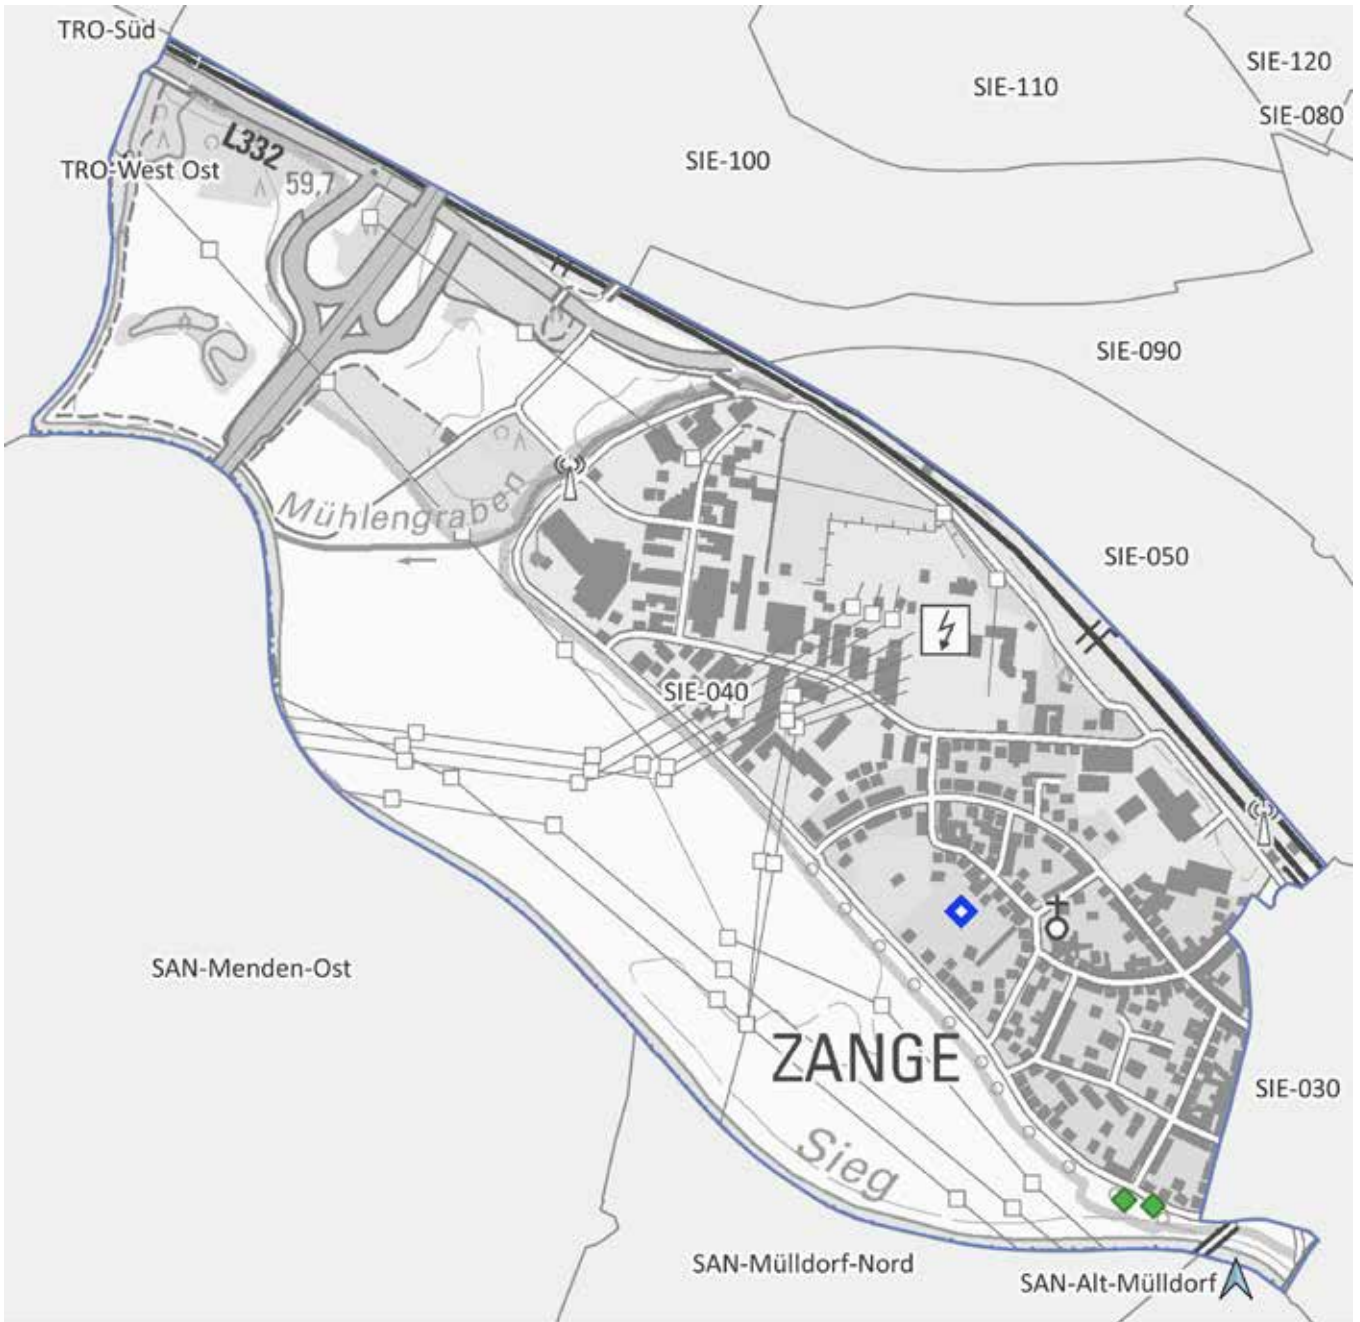 TRO-Süd
SIE-120
SIE-110
SIE-080
L332
SIE-100
TRO-West Ost
59,7
SIE-090
Mühlengraben
SIE-050
SIE-040
SAN-Menden-Ost
ZANGE
SIE-030
Sieg
SAN-Mülldorf-Nord
SAN-Alt-Mülldorf